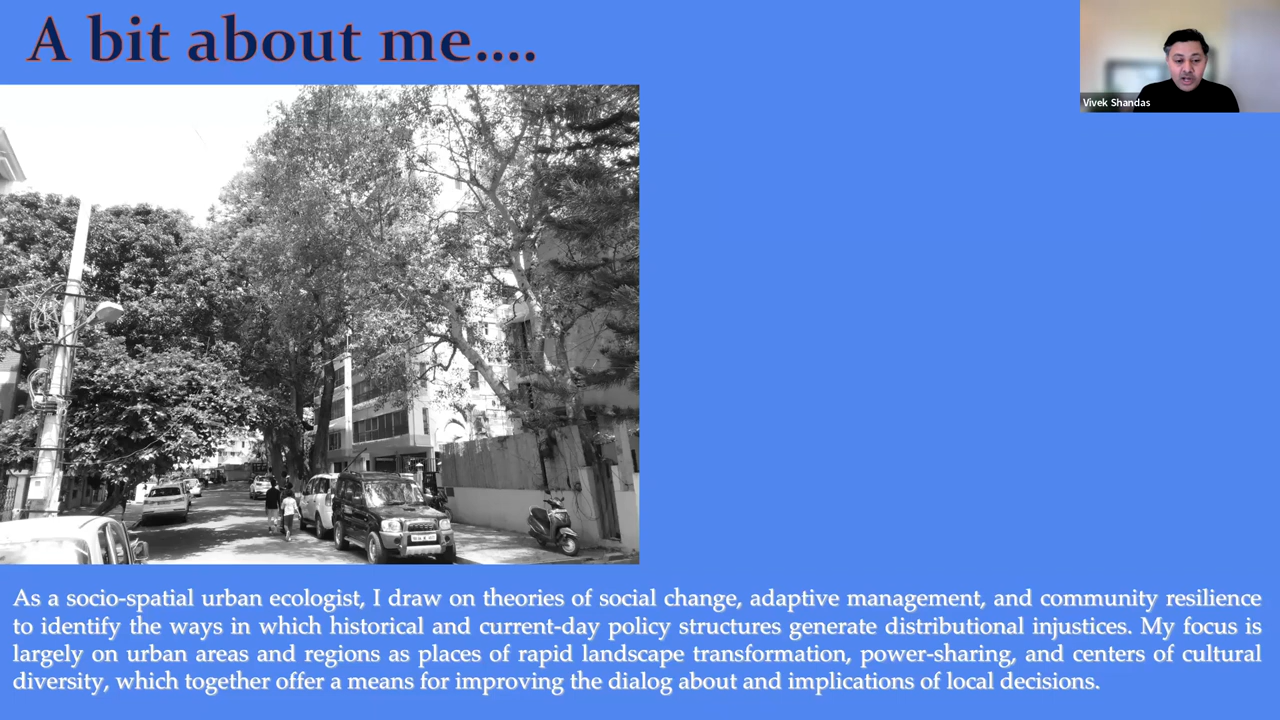 A bit about me....
Vivek Shandas
As a socio-spatial urban ecologist, I draw on theories of social change, adaptive management, and community resilience
to identify the ways in which historical and current-day policy structures generate distributional injustices. My focus is
largely on urban areas and regions as places of rapid landscape transformation, power-sharing, and centers of cultural
diversity, which together offer a means for improving the dialog about and implications of local decisions.